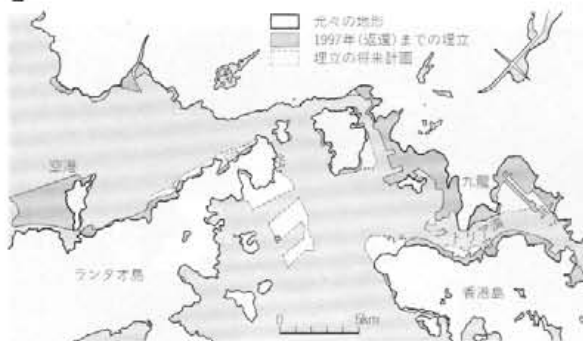 元々の地形
1997年(返還)までの埋立
埋立の将来計画
空港
九龍
ランタオ島
香港島
0 5km